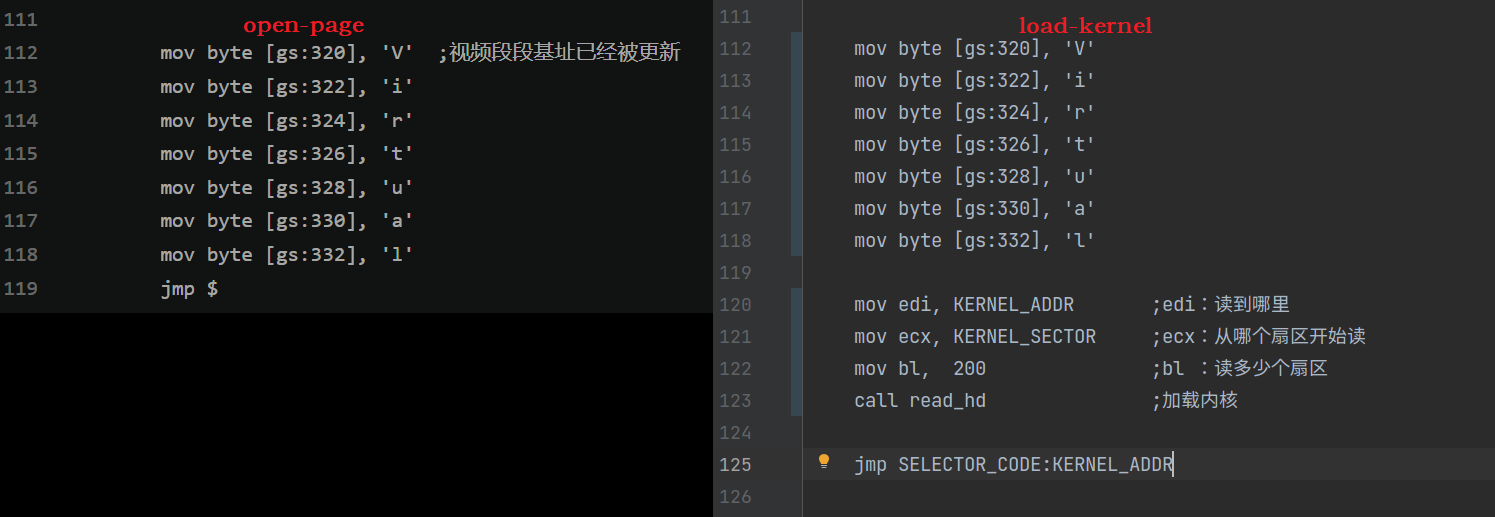 open-page
111
112 mov byte [gs:320], 'V' ;视频段段基址已经被更新
113 mov byte [gs:322], 'i'
114 mov byte [gs:324], 'r'
115 mov byte [gs:326], 't'
116 mov byte [gs:328], 'u'
117 mov byte [gs:330], 'a'
118 mov byte [gs:332], 'l'
119 jmp $
load-kernel
111
112 mov byte [gs:320], 'V'
113 mov byte [gs:322], 'i'
114 mov byte [gs:324], 'r'
115 mov byte [gs:326], 't'
116 mov byte [gs:328], 'u'
117 mov byte [gs:330], 'a'
118 mov byte [gs:332], 'l'
119
120 mov edi, KERNEL_ADDR ;edi：读到哪里
121 mov ecx, KERNEL_SECTOR ;ecx：从哪个扇区开始读
122 mov bl, 200 ;bl ：读多少个扇区
123 call read_hd ;加载内核
124
125 jmp SELECTOR_CODE:KERNEL_ADDR
126